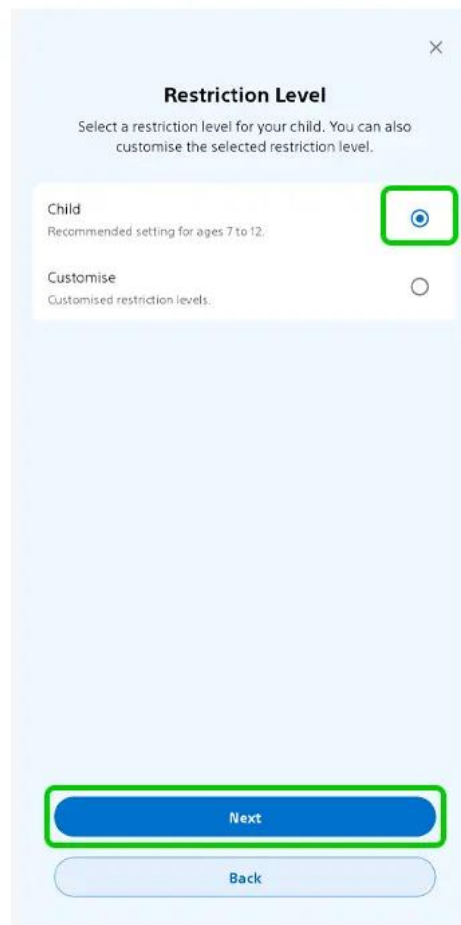 Restriction Level
Select a restriction level for your child. You can also
customise the selected restriction level.
Child
Recommended setting for ages 7 to 12.
Customise
Customised restriction levels.
Next
Back